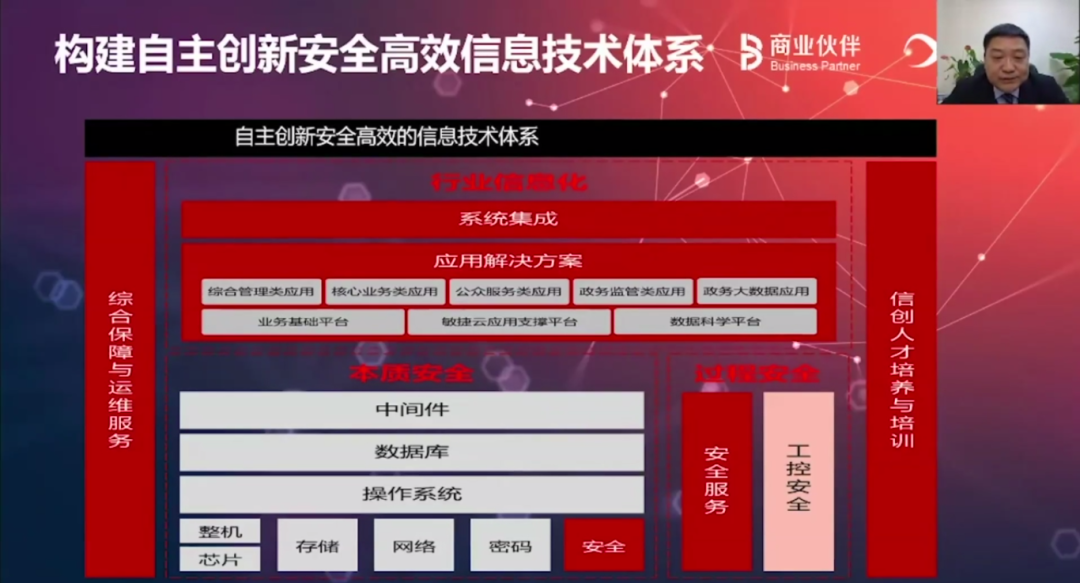 构建自主创新安全高效信息技术体系
商业伙伴
Business Partner
自主创新安全高效的信息技术体系
行业信息化
系统集成
应用解决方案
综合管理类应用
核心业务类应用
公众服务类应用
政务监管类应用
政务大数据应用
业务基础平台
敏捷云应用支撑平台
数据科学平台
综合保障与运维服务
本质安全
中间件
数据库
操作系统
整机
芯片
存储
网络
密码
安全
过程安全
安全服务
工控安全
信创人才培养与培训